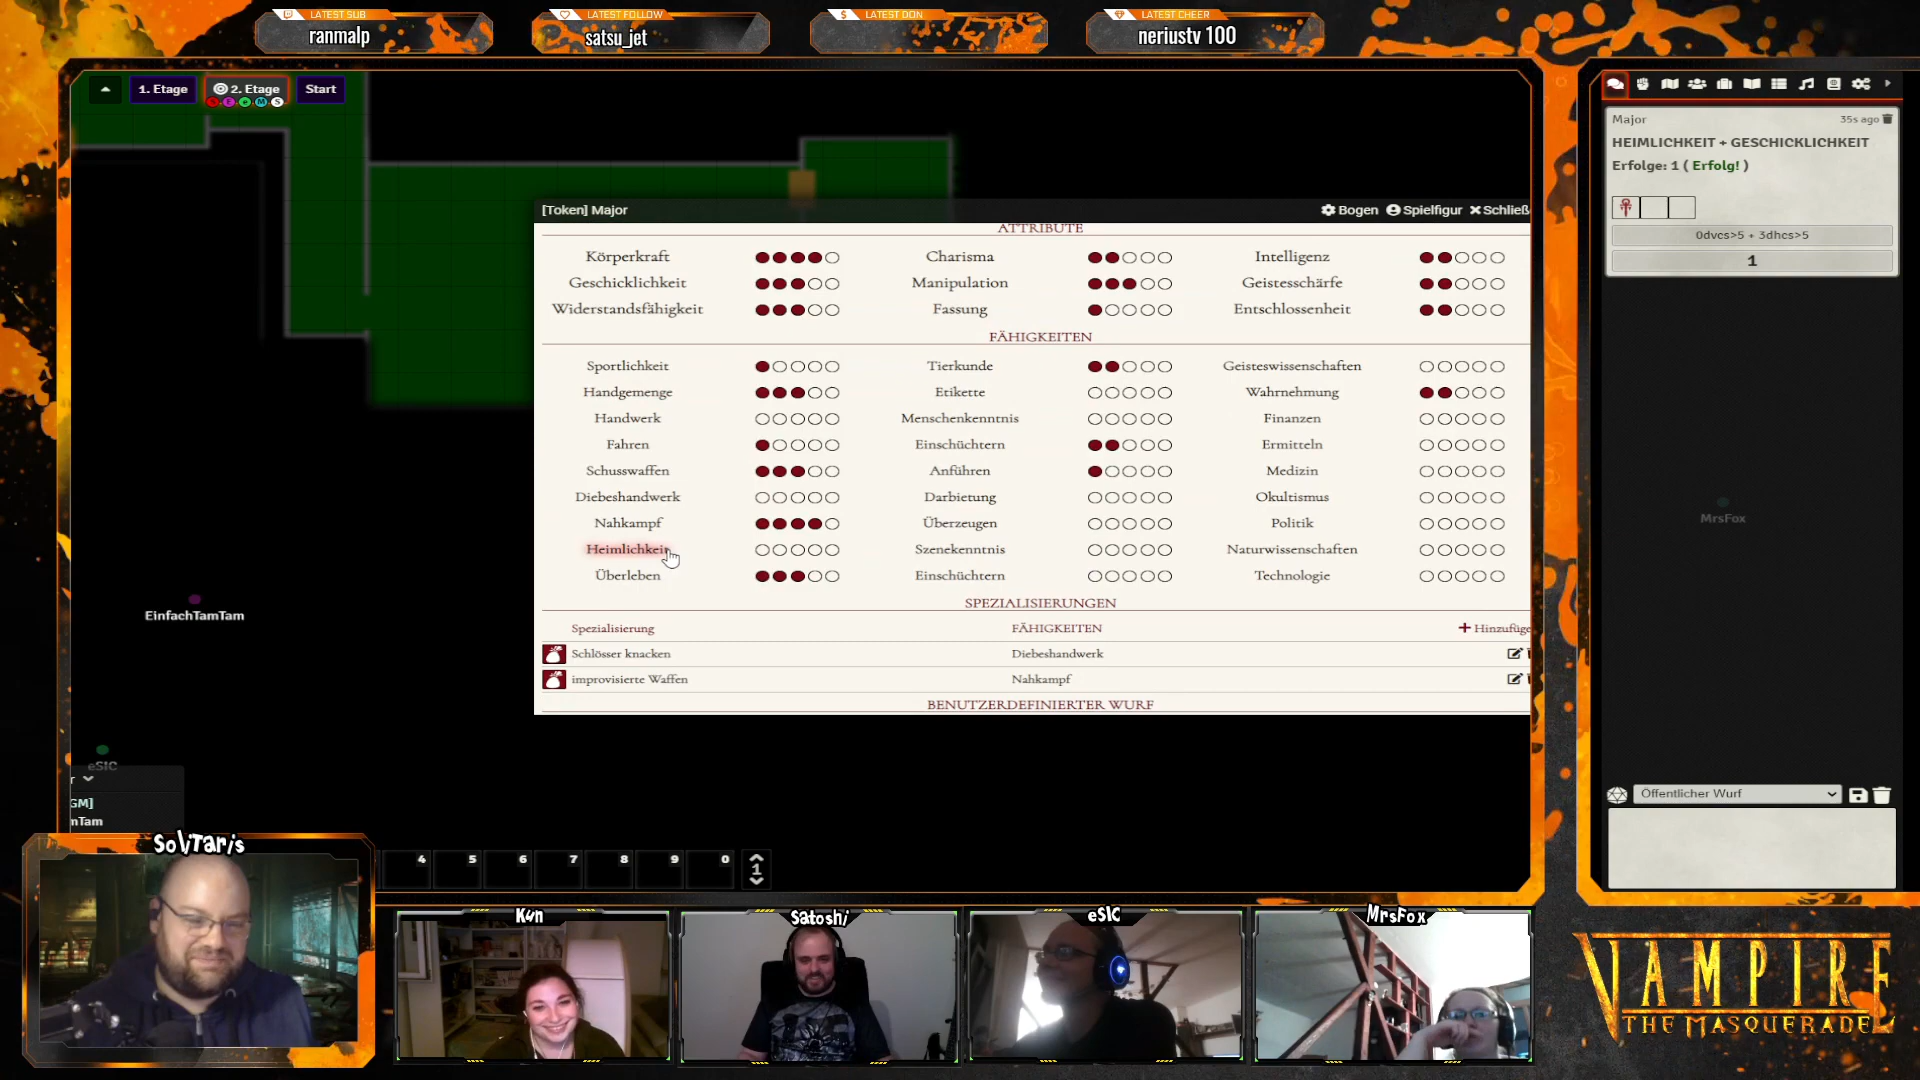 LATEST SUB
ranmalp
LATEST FOLLOW
satsu_jet
LATEST DON
LATEST CHEER
neriustv 100
1. Etage
2. Etage
Start
S E e M S
[Token] Major
Bogen
Spielfigur
Schließ
ATTRIBUTE
Körperkraft
Charisma
Intelligenz
Geschicklichkeit
Manipulation
Geistesschärfe
Widerstandsfähigkeit
Fassung
Entschlossenheit
FÄHIGKEITEN
Sportlichkeit
Tierkunde
Geisteswissenschaften
Handgemenge
Etikette
Wahrnehmung
Handwerk
Menschenkenntnis
Finanzen
Fahren
Einschüchtern
Ermitteln
Schusswaffen
Anführen
Medizin
Diebeshandwerk
Darbietung
Okultismus
Nahkampf
Überzeugen
Politik
Heimlichkeit
Szenekenntnis
Naturwissenschaften
Überleben
Einschüchtern
Technologie
SPEZIALISIERUNGEN
Spezialisierung
FÄHIGKEITEN
Hinzufüge
Schlösser knacken
Diebeshandwerk
improvisierte Waffen
Nahkampf
BENUTZERDEFINIERTER WURF
Major
35s ago
HEIMLICHKEIT + GESCHICKLICHKEIT
Erfolge: 1 ( Erfolg! )
0dvcs>5 + 3dhcs>5
1
MrsFox
Öffentlicher Wurf
EinfachTamTam
eSIC
r
GM]
nTam
4
5
6
7
8
9
0
1
SolITaris
K4n
Satoshi
eSIC
MrsFox
VAMPIRE
THE MASQUERADE